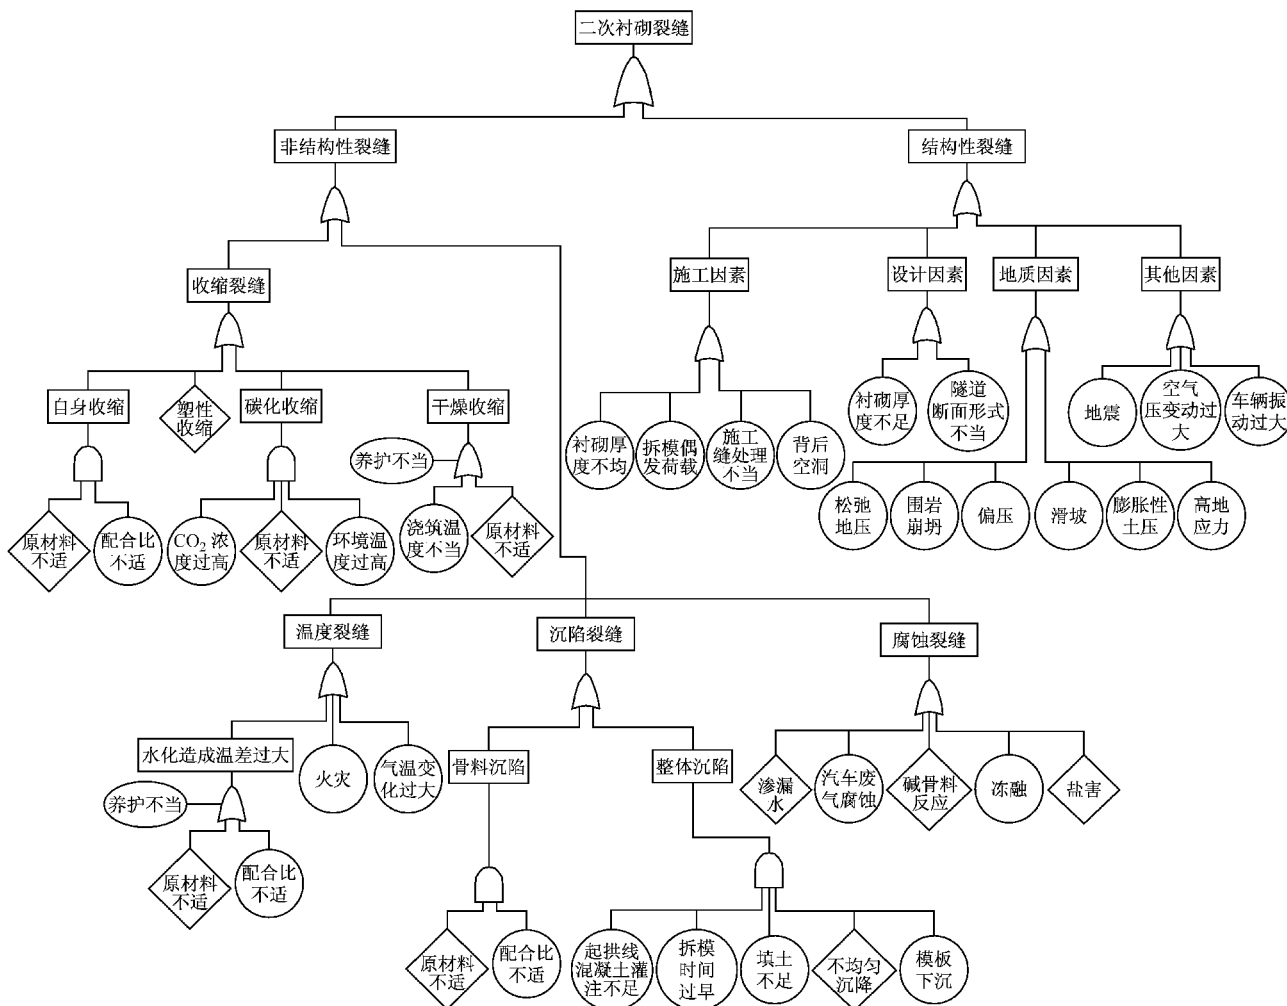 二次衬砌裂缝
非结构性裂缝
结构性裂缝
收缩裂缝
施工因素
设计因素
地质因素
其他因素
白身收缩
塑性
收缩
碳化收缩
干燥收缩
养护不当
衬砌厚
度不均
拆模偶
发荷载
施工
缝处理
不当
背后
空洞
衬砌厚
度不足
隧道
断面形式
不当
地震
空气
压变动过
大
车辆振
动过大
原材料
不适
配合比
不适
CO₂浓
度过高
原材料
不适
环境温
度过高
浇筑温
度不当
原材料
不适
松弛
地压
围岩
崩坍
偏压
滑坡
膨胀性
土压
高地
应力
温度裂缝
沉陷裂缝
腐蚀裂缝
水化造成温差过大
火灾
气温变
化过大
骨料沉陷
整体沉陷
渗漏
水
汽车废
气腐蚀
碱骨料
反应
冻融
盐害
养护不当
原材料
不适
配合比
不适
原材料
不适
配合比
不适
起拱线
混凝土灌
注不足
拆模
时间
过早
填土
不足
不均匀
沉降
模板
下沉